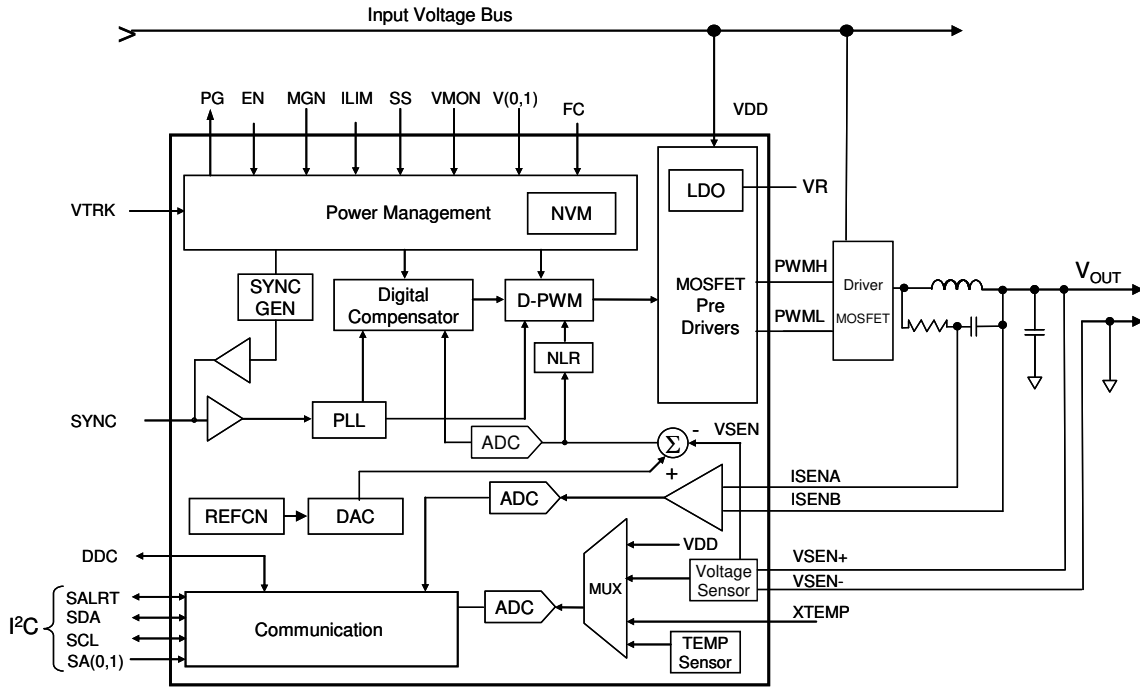 Input Voltage Bus
PG
EN
MGN
ILIM
SS
VMON
V(0,1)
FC
VDD
LDO
VR
VTRK
Power Management
NVM
SYNC
GEN
Digital
Compensator
D-PWM
MOSFET
Pre
Drivers
PWMH
PWML
Driver
MOSFET
VOUT
NLR
SYNC
PLL
ADC
Σ
-
VSEN
+
ISENA
ISENB
REFCN
DAC
ADC
DDC
VDD
MUX
Voltage
Sensor
VSEN+
VSEN-
XTEMP
TEMP
Sensor
I²C
SALRT
SDA
SCL
SA(0,1)
Communication
ADC